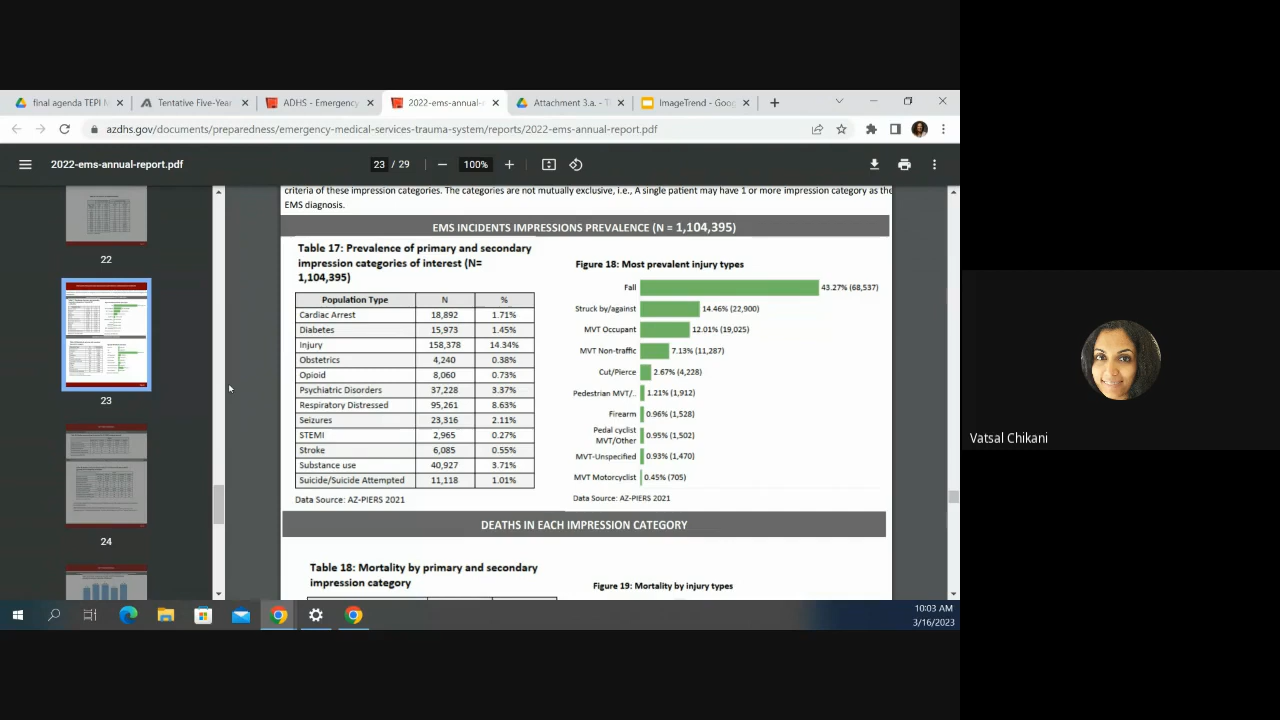 final agenda TEPI M
Tentative Five-Year
ADHS - Emergency
2022-ems-annual-r
Attachment 3.a. - T
ImageTrend - Goo
azdhs.gov/documents/preparedness/emergency-medical-services-trauma-system/reports/2022-ems-annual-report.pdf
2022-ems-annual-report.pdf
23 / 29
100%
criteria of these impression categories. The categories are not mutually exclusive, i.e., A single patient may have 1 or more impression category as the
EMS diagnosis.
EMS INCIDENTS IMPRESSIONS PREVALENCE (N = 1,104,395)
Table 17: Prevalence of primary and secondary
impression categories of interest (N=
1,104,395)
Population Type N %
Cardiac Arrest 18,892 1.71%
Diabetes 15,973 1.45%
Injury 158,378 14.34%
Obstetrics 4,240 0.38%
Opioid 8,060 0.73%
Psychiatric Disorders 37,228 3.37%
Respiratory Distressed 95,261 8.63%
Seizures 23,316 2.11%
STEMI 2,965 0.27%
Stroke 6,085 0.55%
Substance use 40,927 3.71%
Suicide/Suicide Attempted 11,118 1.01%
Data Source: AZ-PIERS 2021
Figure 18: Most prevalent injury types
Fall 43.27% (68,537)
Struck by/against 14.46% (22,900)
MVT Occupant 12.01% (19,025)
MVT Non-traffic 7.13% (11,287)
Cut/Pierce 2.67% (4,228)
Pedestrian MVT/.. 1.21% (1,912)
Firearm 0.96% (1,528)
Pedal cyclist
MVT/Other 0.95% (1,502)
MVT-Unspecified 0.93% (1,470)
MVT Motorcyclist 0.45% (705)
Data Source: AZ-PIERS 2021
DEATHS IN EACH IMPRESSION CATEGORY
Table 18: Mortality by primary and secondary
impression category
Figure 19: Mortality by injury types
22
23
24
10:03 AM
3/16/2023
Vatsal Chikani